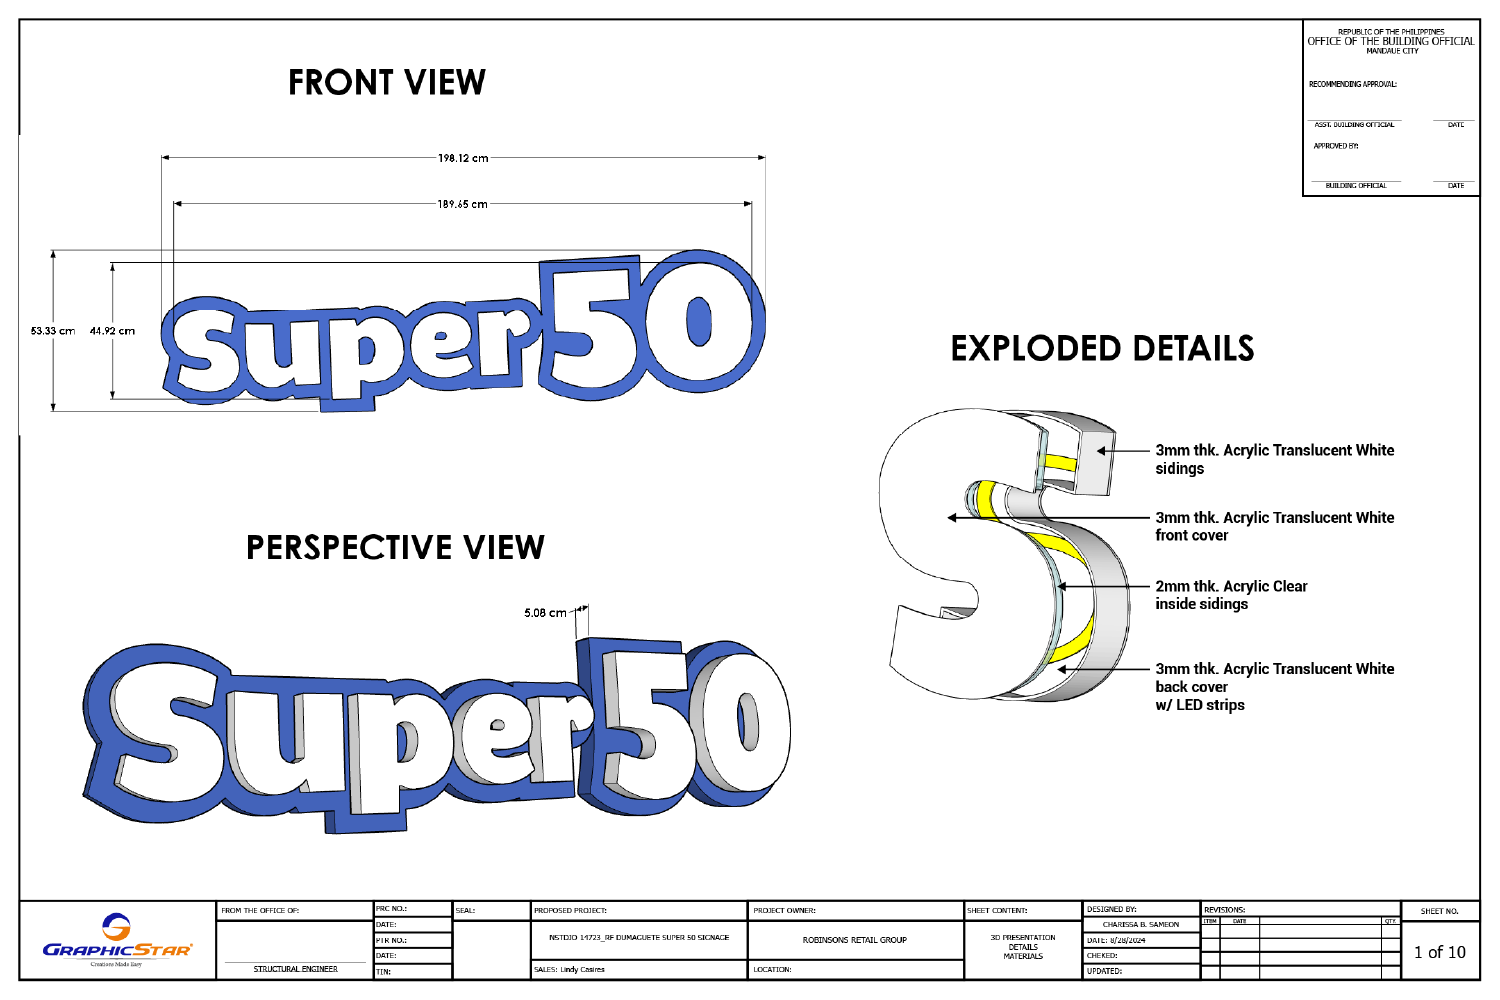 FRONT VIEW
198.12 cm
189.65 cm
53.33 cm
44.92 cm
Super50
PERSPECTIVE VIEW
5.08 cm
Super50
REPUBLIC OF THE PHILIPPINES
OFFICE OF THE BUILDING OFFICIAL
MANDAUE CITY
RECOMMENDING APPROVAL:
ASST. BUILDING OFFICIAL DATE
APPROVED BY:
BUILDING OFFICIAL DATE
EXPLODED DETAILS
S
3mm thk. Acrylic Translucent White
sidings
3mm thk. Acrylic Translucent White
front cover
2mm thk. Acrylic Clear
inside sidings
3mm thk. Acrylic Translucent White
back cover
w/ LED strips
GRAPHICSTAR
Creations Made Easy
FROM THE OFFICE OF:
STRUCTURAL ENGINEER
PRC NO.:
DATE:
PTR NO.:
DATE:
TIN:
SEAL:
PROPOSED PROJECT:
NSTDIO 14723_RF DUMAGUETE SUPER 50 SIGNAGE
SALES: Lindy Casires
PROJECT OWNER:
ROBINSONS RETAIL GROUP
LOCATION:
SHEET CONTENT:
3D PRESENTATION
DETAILS
MATERIALS
DESIGNED BY:
CHARISSA B. SAMEON
DATE: 8/28/2024
CHEKED:
UPDATED:
REVISIONS:
ITEM DATE QTY.
SHEET NO.
1 of 10